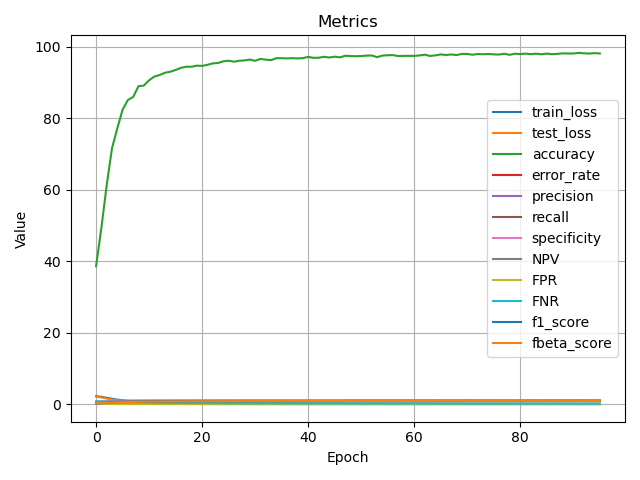 Metrics
100
80
60
40
20
0
Value
train_loss
test_loss
accuracy
error_rate
precision
recall
specificity
NPV
FPR
FNR
f1_score
fbeta_score
0 20 40 60 80
Epoch